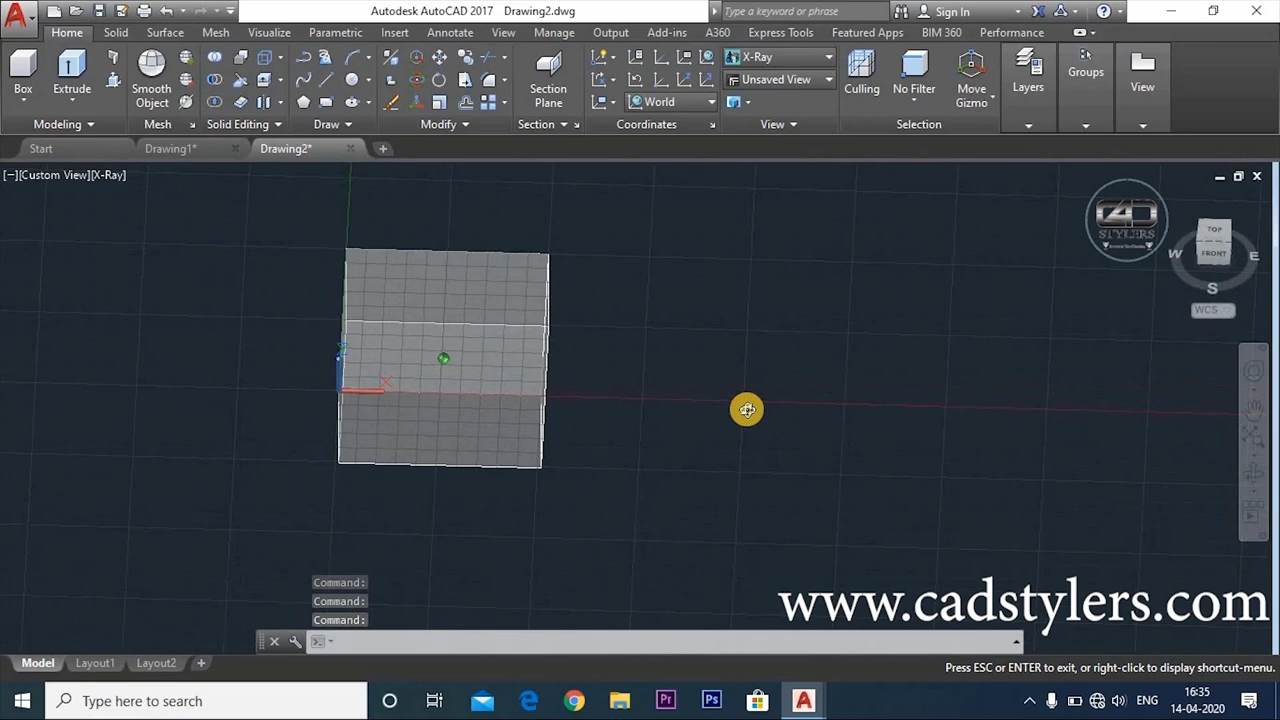 Autodesk AutoCAD 2017 Drawing2.dwg
Type a keyword or phrase
Sign In
Home Solid Surface Mesh Visualize Parametric Insert Annotate View Manage Output Add-ins A360 Express Tools Featured Apps BIM 360 Performance
X-Ray
Unsaved View
World
Box
Extrude
Smooth
Object
Section
Plane
Culling
No Filter
Move
Gizmo
Layers
Groups
View
Modeling
Mesh
Solid Editing
Draw
Modify
Section
Coordinates
View
Selection
Start
Drawing1*
Drawing2*
[−][Custom View][X-Ray]
CAD
STYLERS
TOP
FRONT
W
E
S
WCS
X
Command:
Command:
Command:
www.cadstylers.com
Model
Layout1
Layout2
Press ESC or ENTER to exit, or right-click to display shortcut-menu.
Type here to search
Pr
Ps
ENG
16:35
14-04-2020